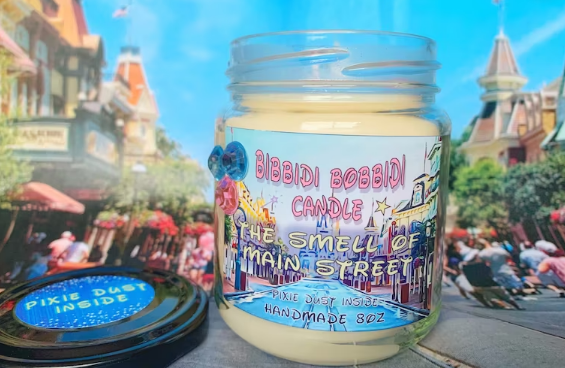 BIBBIDI BOBBIDI
CANDLE
THE SMELL OF
MAIN STREET
PIXIE DUST INSIDE
HANDMADE 8OZ
PIXIE DUST
INSIDE